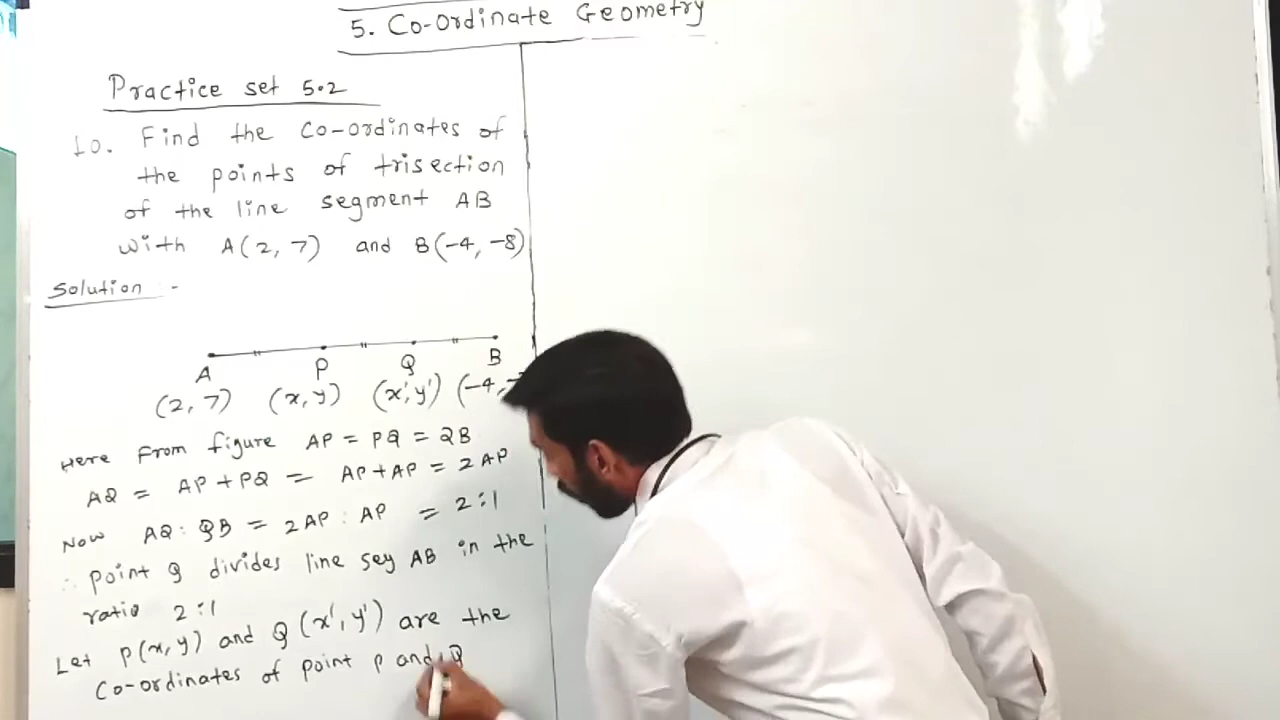 5. Co-Ordinate Geometry
Practice set 5.2
10. Find the Co-ordinates of
the points of trisection
of the line segment AB
with A(2, 7) and B(-4, -8)
Solution :-
A P Q B
(2, 7) (x, y) (x', y') (-4, -
Here From figure AP = PQ = QB
AQ = AP + PQ = AP + AP = 2AP
Now AQ : QB = 2AP : AP = 2:1
∴ point Q divides line seg AB in the
ratio 2:1
Let P(x, y) and Q (x', y') are the
Co-ordinates of point P and Q